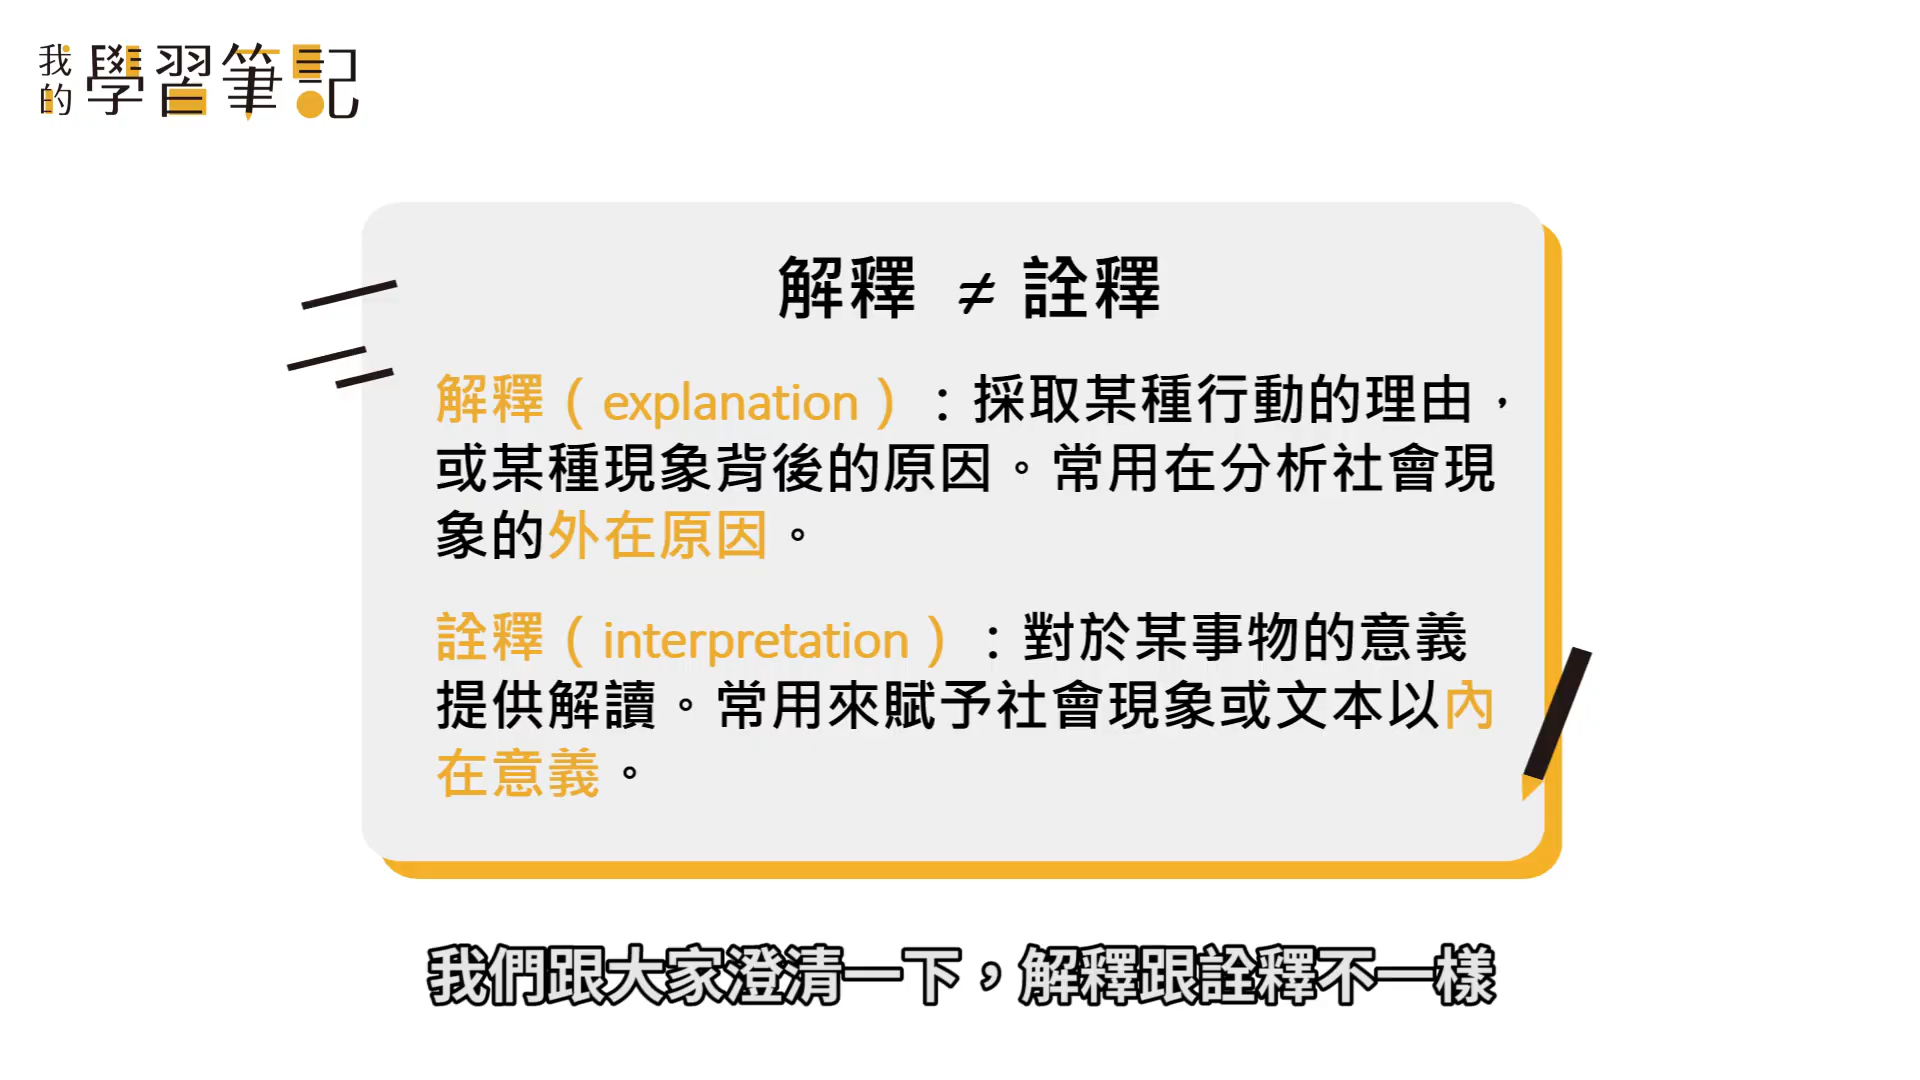 我的學習筆記
解釋 ≠ 詮釋
解釋（explanation）：採取某種行動的理由，
或某種現象背後的原因。常用在分析社會現
象的外在原因。
詮釋（interpretation）：對於某事物的意義
提供解讀。常用來賦予社會現象或文本以內
在意義。
我們跟大家澄清一下，解釋跟詮釋不一樣